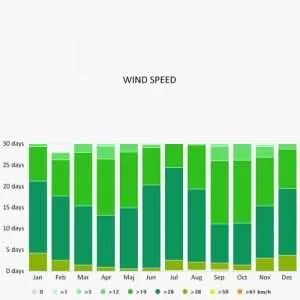 WIND SPEED
30 days
25 days
20 days
15 days
10 days
5 days
0 days
Jan Feb Mar Apr Maj Jun Jul Aug Sep Oct Nov Dec
0 >1 >5 >12 >19 >28 >38 >50 >61 km/h